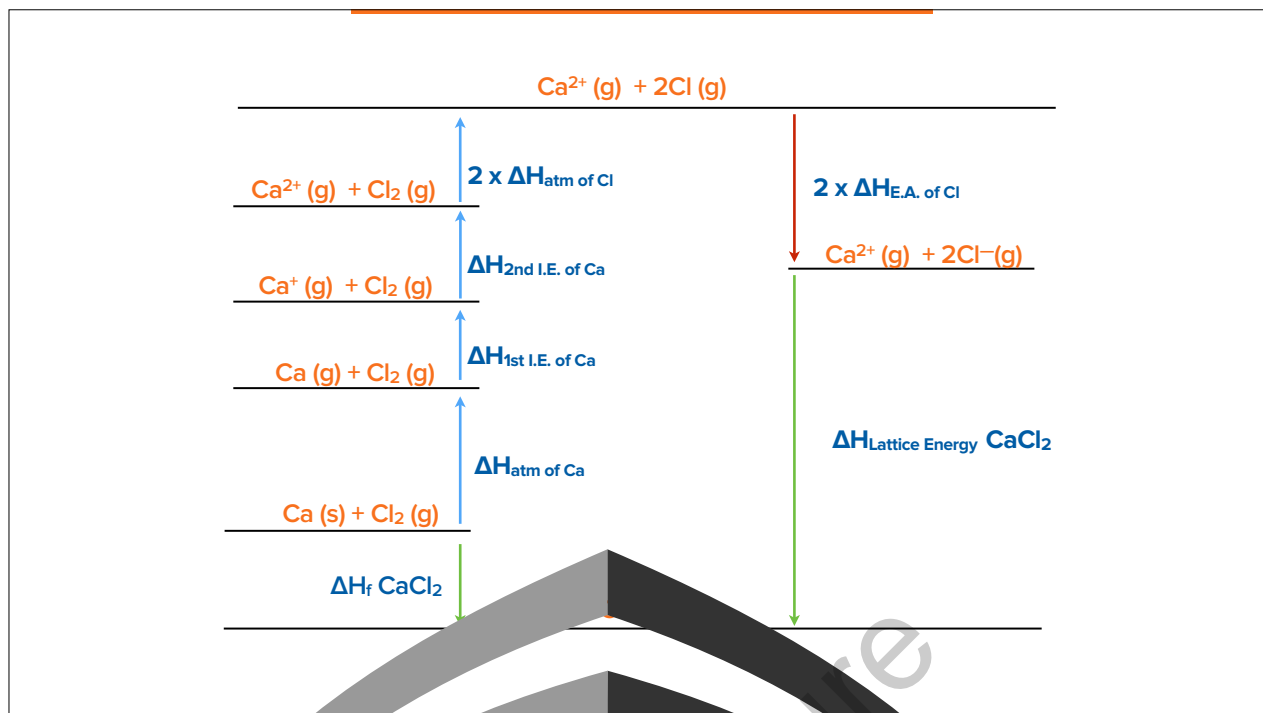 Ca²⁺ (g) + 2Cl (g)
2 x ΔHatm of Cl
Ca²⁺ (g) + Cl₂ (g)
2 x ΔHE.A. of Cl
Ca²⁺ (g) + 2Cl⁻(g)
ΔH2nd I.E. of Ca
Ca⁺ (g) + Cl₂ (g)
ΔH1st I.E. of Ca
Ca (g) + Cl₂ (g)
ΔHLattice Energy CaCl₂
ΔHatm of Ca
Ca (s) + Cl₂ (g)
ΔHf CaCl₂